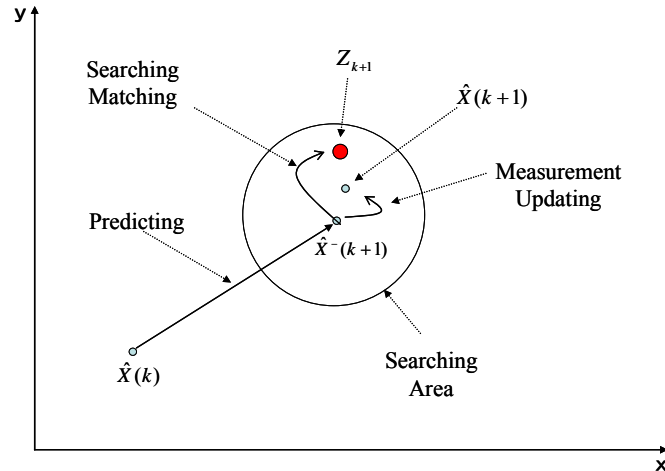 y
Z_{k+1}
Searching
Matching
X̂(k+1)
Measurement
Updating
Predicting
X̂⁻(k+1)
Searching
Area
X̂(k)
x